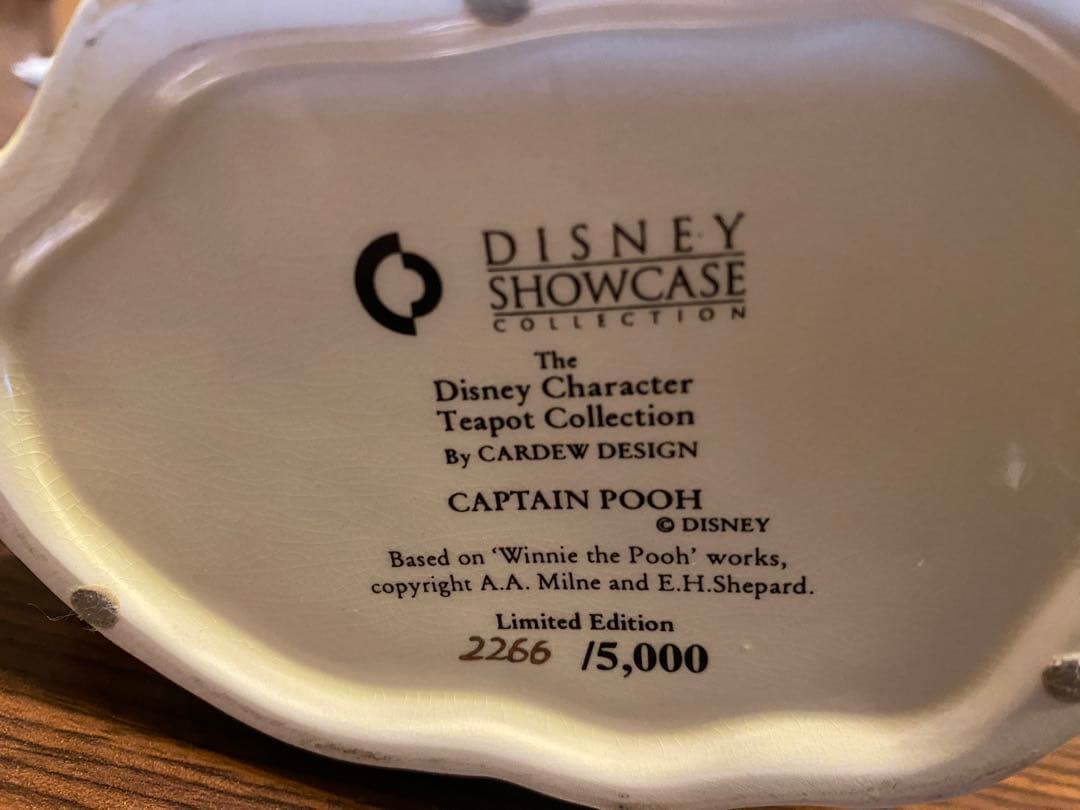 DISNEY
SHOWCASE
COLLECTION
The
Disney Character
Teapot Collection
By CARDEW DESIGN
CAPTAIN POOH
© DISNEY
Based on ‘Winnie the Pooh’ works,
copyright A.A. Milne and E.H.Shepard.
Limited Edition
2266 /5,000